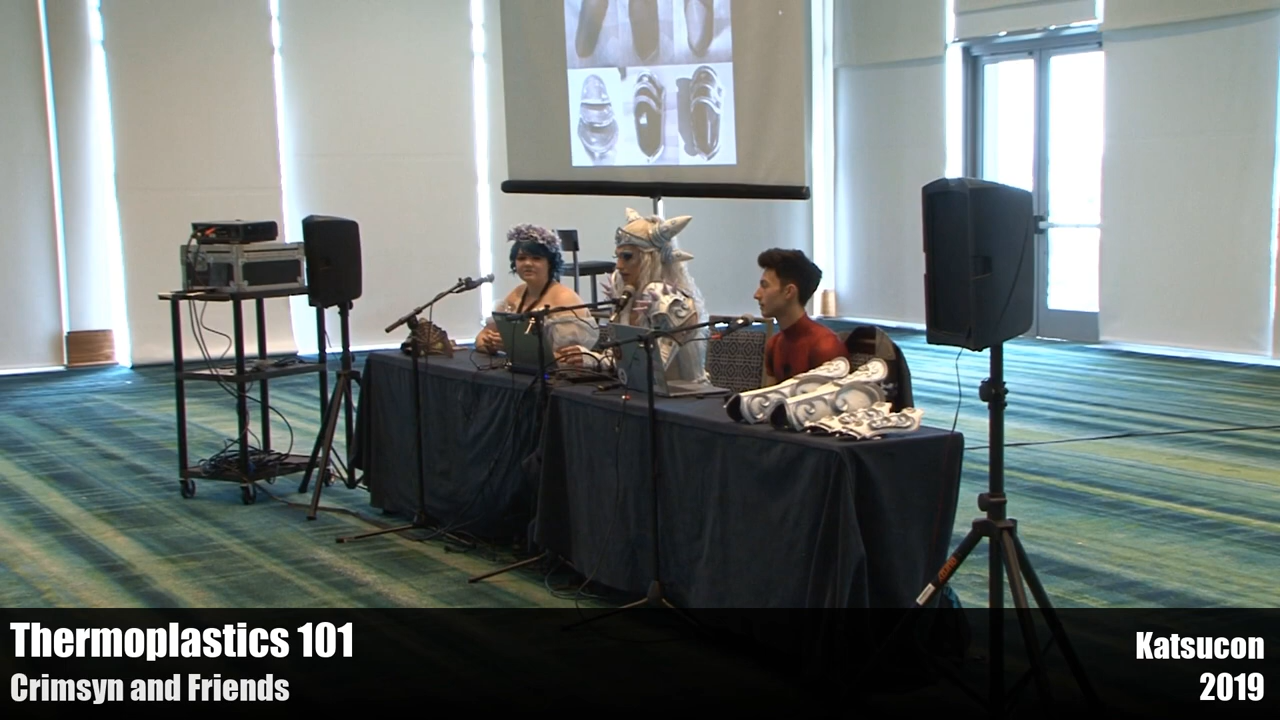 Thermoplastics 101
Crimsyn and Friends
Katsucon
2019